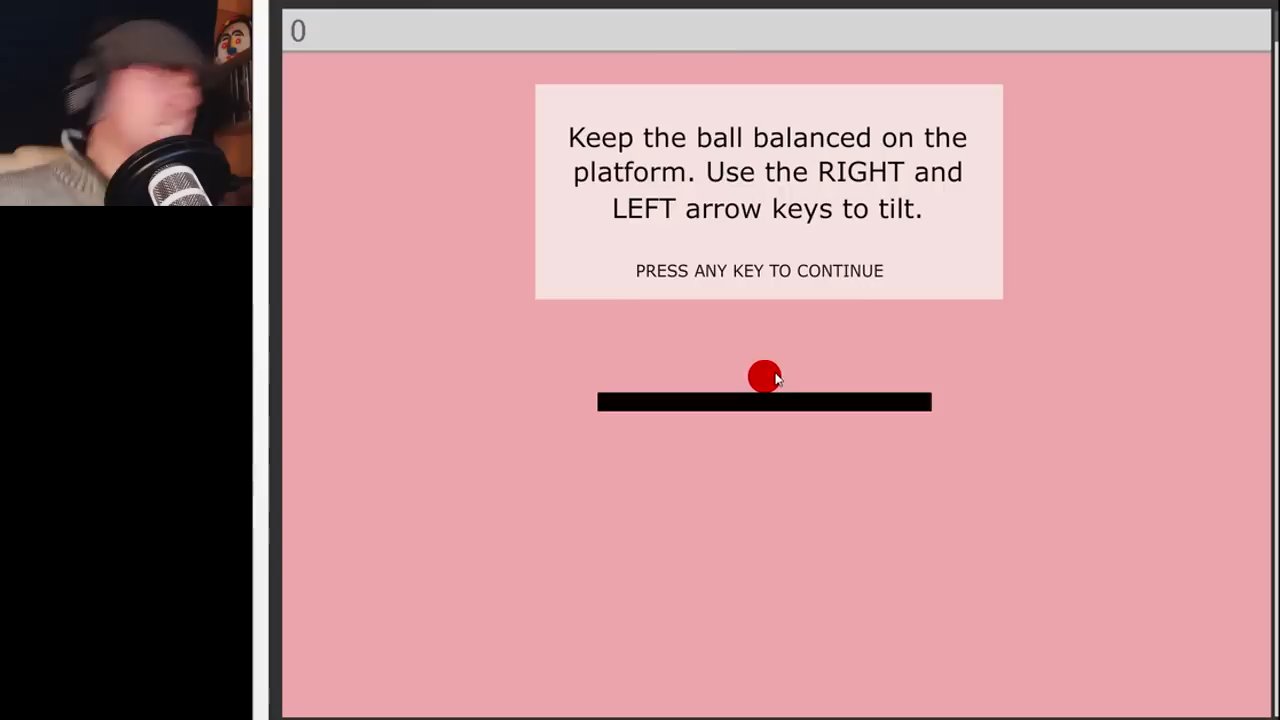 0
Keep the ball balanced on the
platform. Use the RIGHT and
LEFT arrow keys to tilt.
PRESS ANY KEY TO CONTINUE